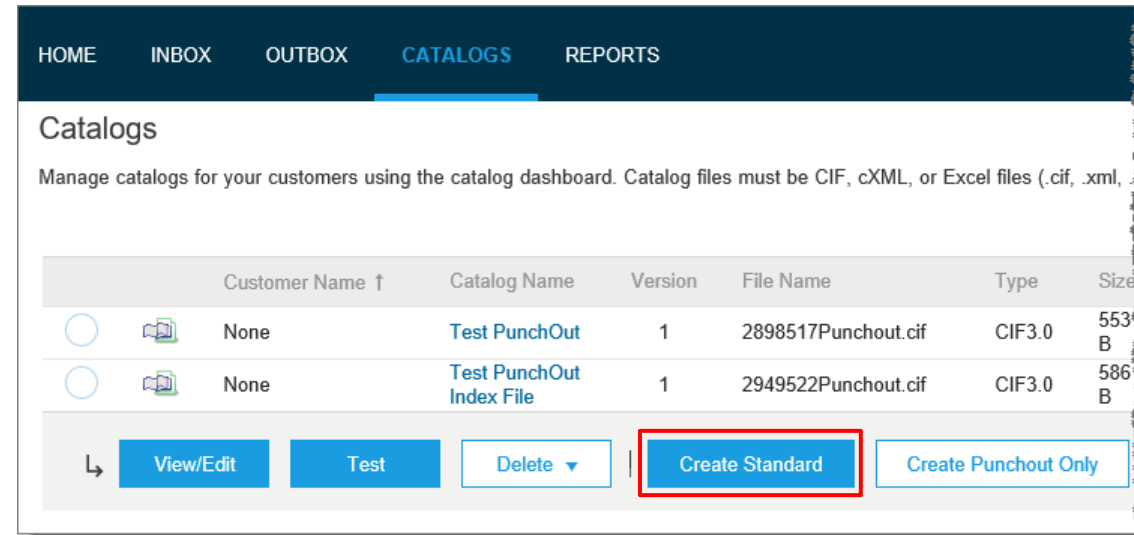 HOME INBOX OUTBOX CATALOGS REPORTS
Catalogs
Manage catalogs for your customers using the catalog dashboard. Catalog files must be CIF, cXML, or Excel files (.cif, .xml, .
Customer Name ↑ Catalog Name Version File Name Type Size
None Test PunchOut 1 2898517Punchout.cif CIF3.0 553
B
None Test PunchOut
Index File 1 2949522Punchout.cif CIF3.0 586
B
View/Edit Test Delete ▼ | Create Standard Create Punchout Only